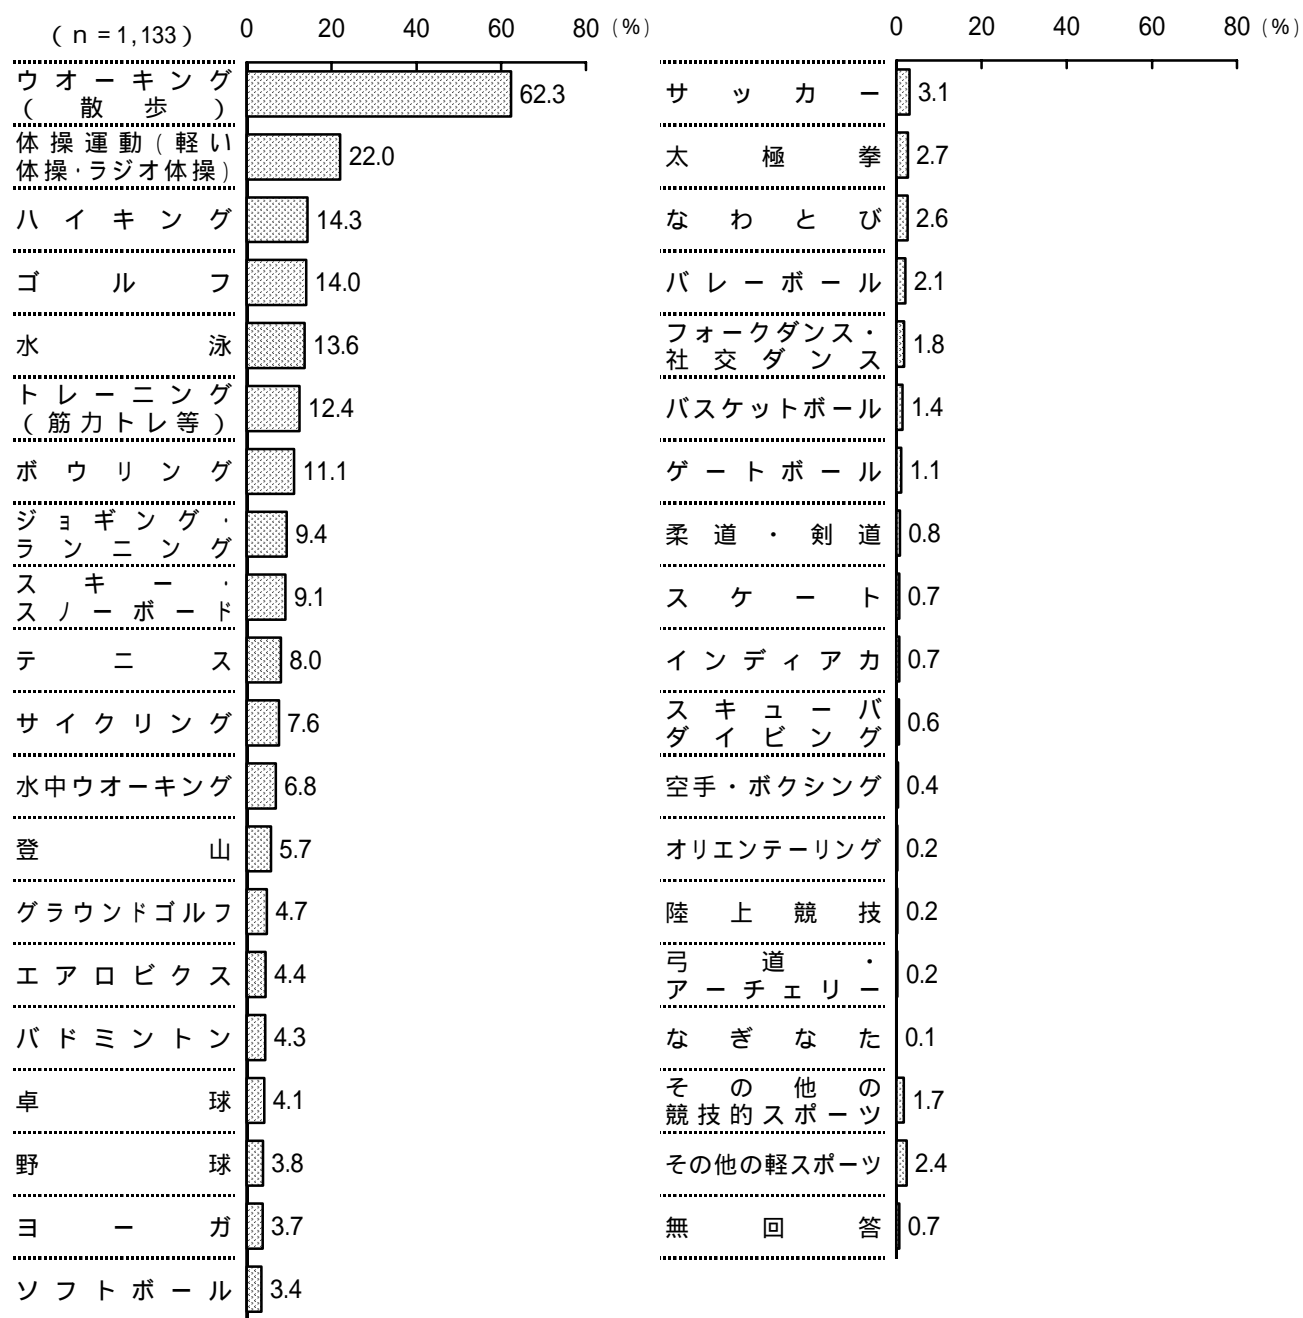 （ｎ＝1,133）
0 20 40 60 80（％）
ウオーキング
（散歩）
62.3
体操運動（軽い
体操・ラジオ体操）
22.0
ハイキング
14.3
ゴルフ
14.0
水泳
13.6
トレーニング
（筋力トレ等）
12.4
ボウリング
11.1
ジョギング・
ランニング
9.4
スキー・
スノーボード
9.1
テニス
8.0
サイクリング
7.6
水中ウオーキング
6.8
登山
5.7
グラウンドゴルフ
4.7
エアロビクス
4.4
バドミントン
4.3
卓球
4.1
野球
3.8
ヨーガ
3.7
ソフトボール
3.4
0 20 40 60 80（％）
サッカー
3.1
太極拳
2.7
なわとび
2.6
バレーボール
2.1
フォークダンス・
社交ダンス
1.8
バスケットボール
1.4
ゲートボール
1.1
柔道・剣道
0.8
スケート
0.7
インディアカ
0.7
スキューバ
ダイビング
0.6
空手・ボクシング
0.4
オリエンテーリング
0.2
陸上競技
0.2
弓道・
アーチェリー
0.2
なぎなた
0.1
その他の
競技的スポーツ
1.7
その他の軽スポーツ
2.4
無回答
0.7